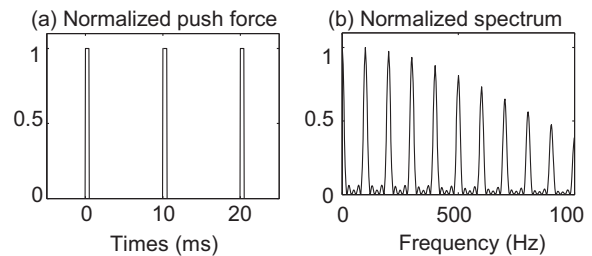 (a) Normalized push force
1
0.5
0
0 10 20
Times (ms)
(b) Normalized spectrum
1
0.5
0
0 500 100
Frequency (Hz)